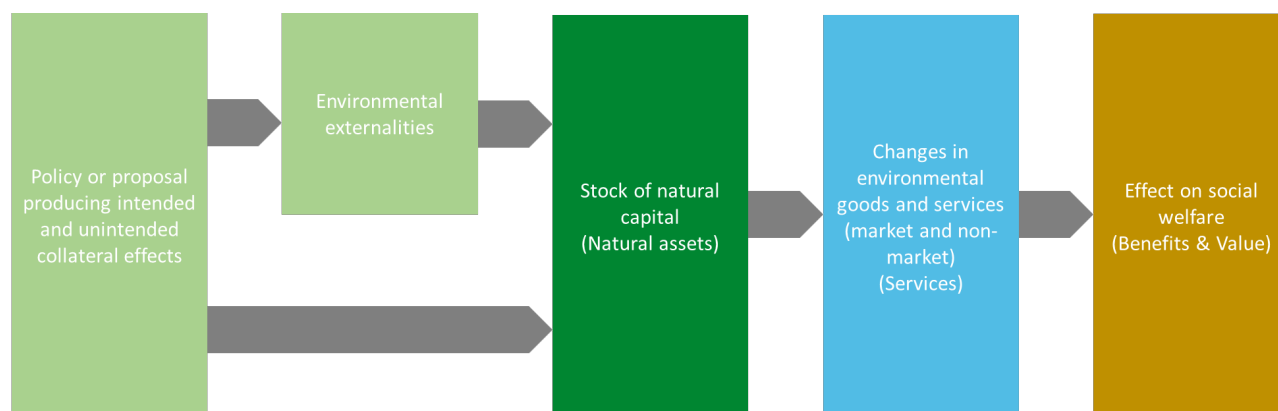 Policy or proposal
producing intended
and unintended
collateral effects
Environmental
externalities
Stock of natural
capital
(Natural assets)
Changes in
environmental
goods and services
(market and non-
market)
(Services)
Effect on social
welfare
(Benefits & Value)